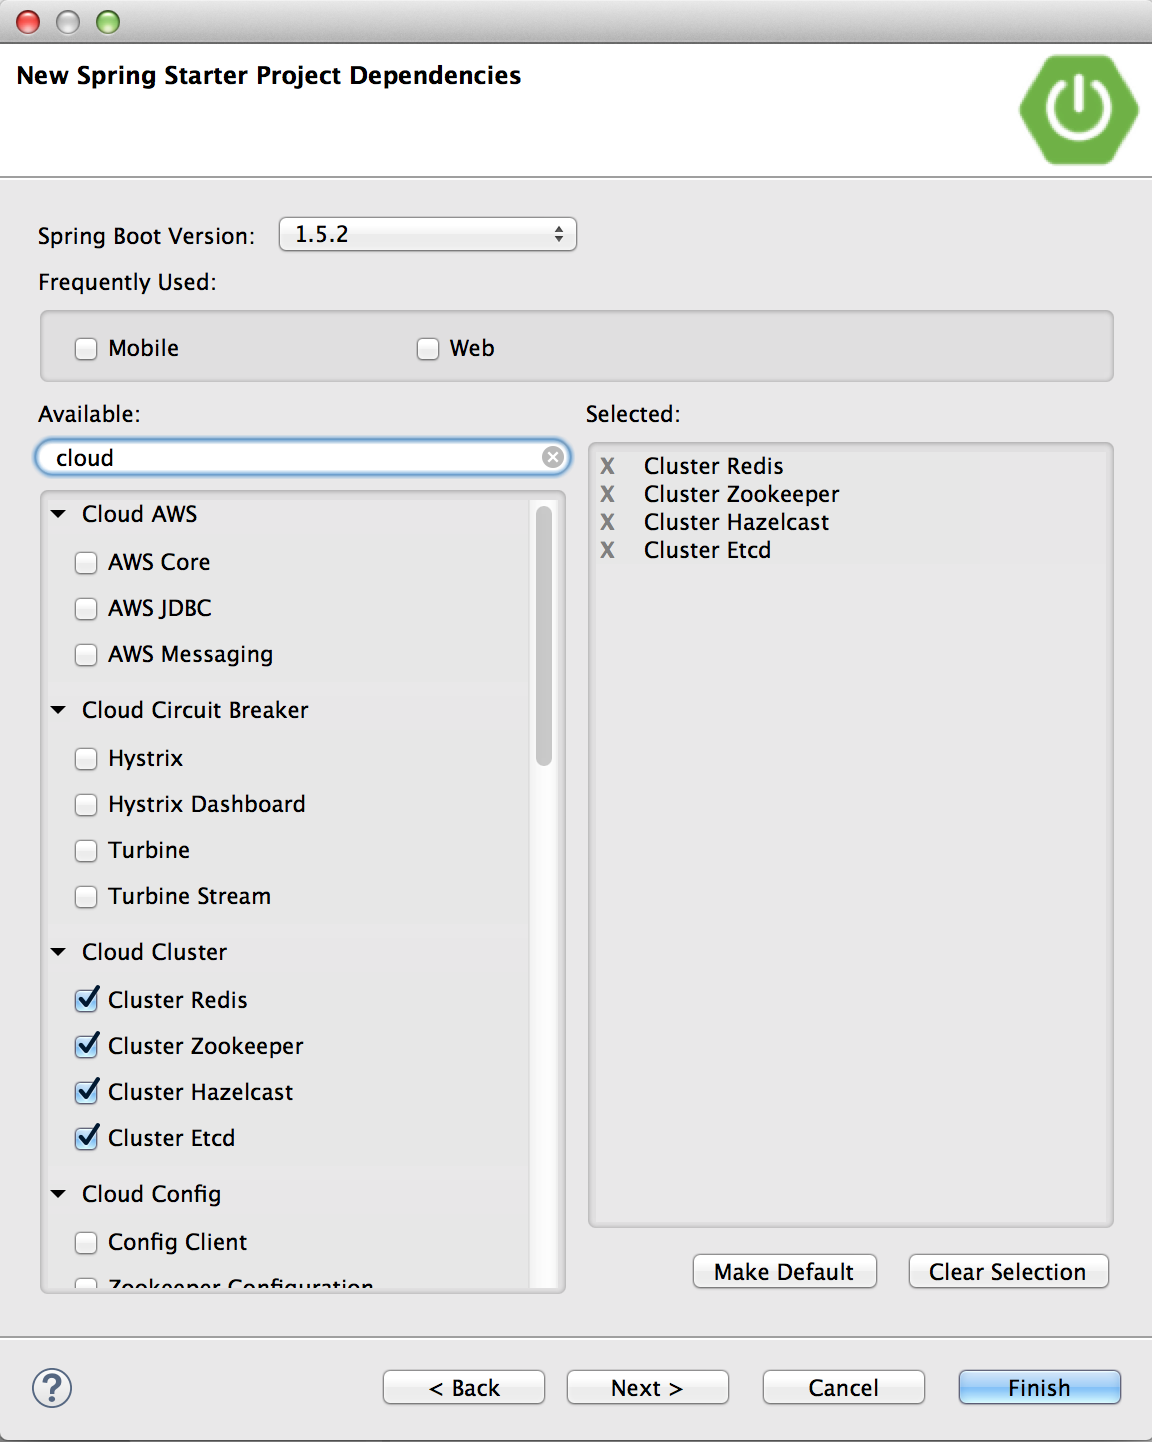 New Spring Starter Project Dependencies
Spring Boot Version: 1.5.2
Frequently Used:
Mobile Web
Available:
cloud
Cloud AWS
AWS Core
AWS JDBC
AWS Messaging
Cloud Circuit Breaker
Hystrix
Hystrix Dashboard
Turbine
Turbine Stream
Cloud Cluster
Cluster Redis
Cluster Zookeeper
Cluster Hazelcast
Cluster Etcd
Cloud Config
Config Client
Zookeeper Configuration
Selected:
X Cluster Redis
X Cluster Zookeeper
X Cluster Hazelcast
X Cluster Etcd
Make Default Clear Selection
? < Back Next > Cancel Finish